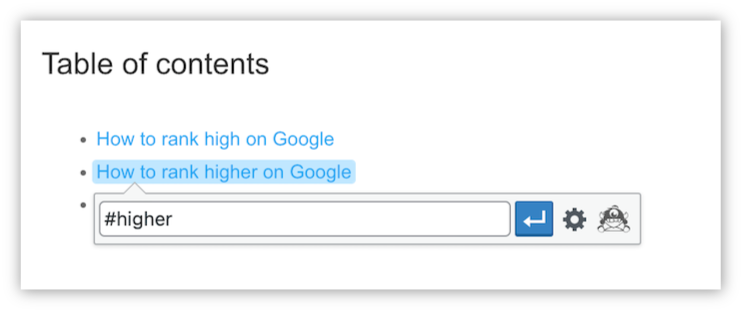 Table of contents
How to rank high on Google
How to rank higher on Google
#higher